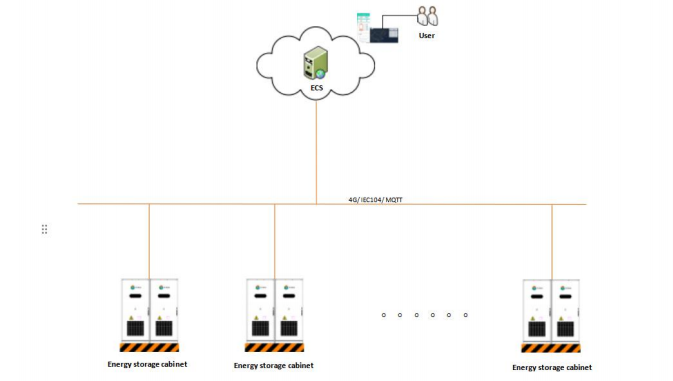 User
ECS
4G/IEC104/MQTT
Energy storage cabinet
Energy storage cabinet
Energy storage cabinet